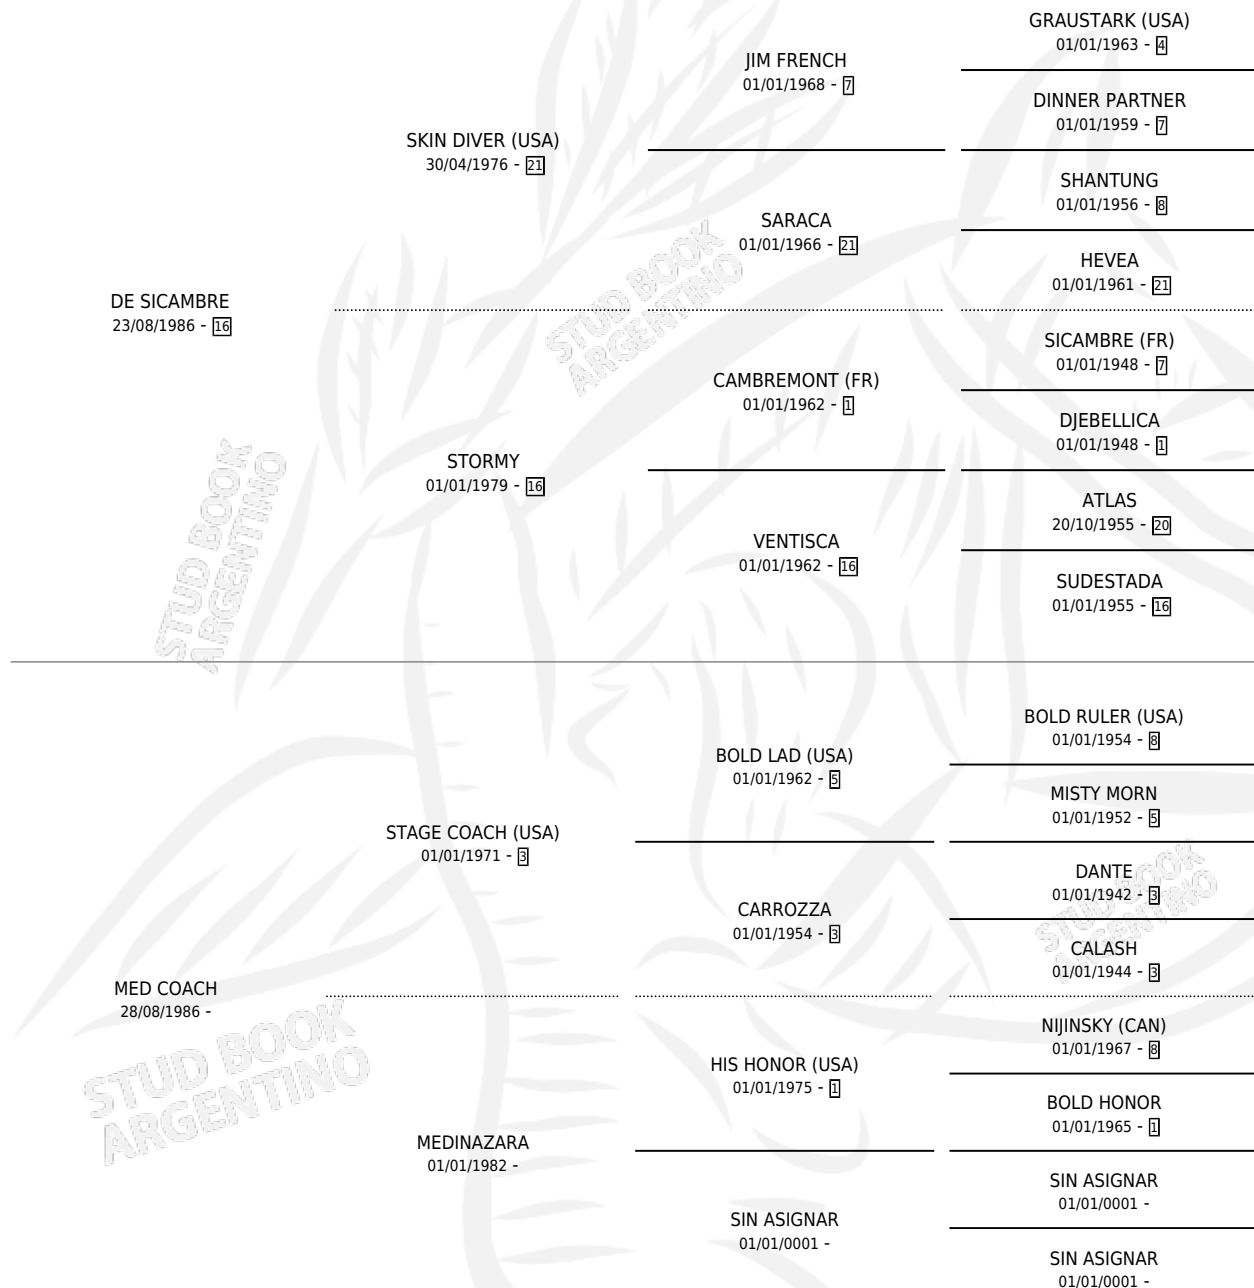 GRAUSTARK (USA)
01/01/1963 - 4
JIM FRENCH
01/01/1968 - 7
DINNER PARTNER
01/01/1959 - 7
SKIN DIVER (USA)
30/04/1976 - 21
SHANTUNG
01/01/1956 - 8
SARACA
01/01/1966 - 21
HEVEA
01/01/1961 - 21
DE SICAMBRE
23/08/1986 - 16
SICAMBRE (FR)
01/01/1948 - 7
CAMBREMONT (FR)
01/01/1962 - 1
DJEBELLICA
01/01/1948 - 1
STORMY
01/01/1979 - 16
ATLAS
20/10/1955 - 20
VENTISCA
01/01/1962 - 16
SUDESTADA
01/01/1955 - 16
BOLD RULER (USA)
01/01/1954 - 8
BOLD LAD (USA)
01/01/1962 - 5
MISTY MORN
01/01/1952 - 5
STAGE COACH (USA)
01/01/1971 - 3
DANTE
01/01/1942 - 3
CARROZZA
01/01/1954 - 3
CALASH
01/01/1944 - 3
MED COACH
28/08/1986 -
NIJINSKY (CAN)
01/01/1967 - 8
HIS HONOR (USA)
01/01/1975 - 1
BOLD HONOR
01/01/1965 - 1
MEDINAZARA
01/01/1982 -
SIN ASIGNAR
01/01/0001 -
SIN ASIGNAR
01/01/0001 -
SIN ASIGNAR
01/01/0001 -
STUD BOOK
ARGENTINO
STUD BOOK
ARGENTINO
STUD BOOK
ARGENTINO
STUD BOOK
ARGENTINO